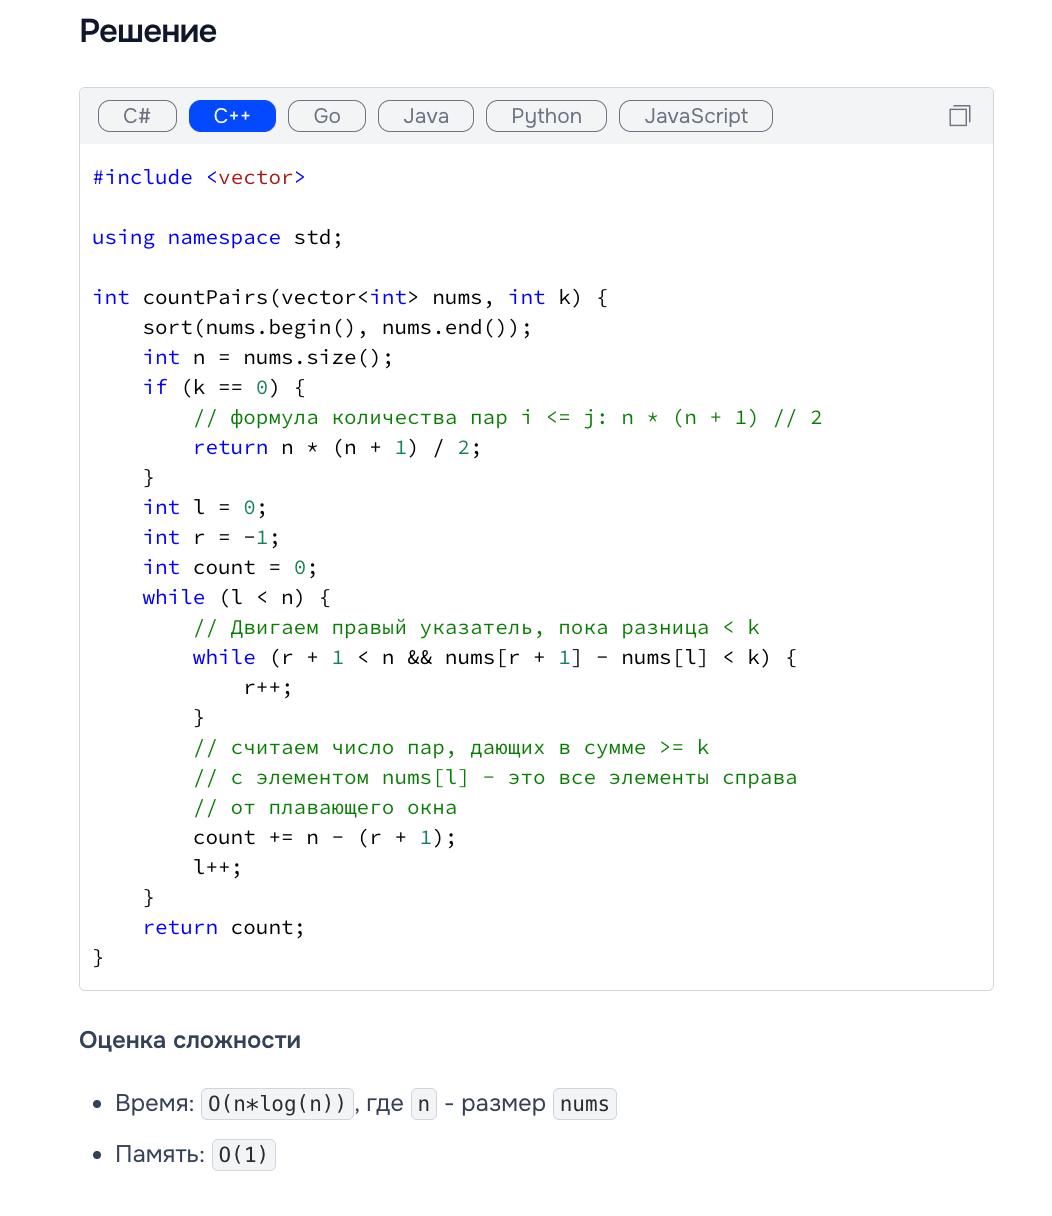 Решение
C# C++ Go Java Python JavaScript
#include <vector>
using namespace std;
int countPairs(vector<int> nums, int k) {
    sort(nums.begin(), nums.end());
    int n = nums.size();
    if (k == 0) {
        // формула количества пар i <= j: n * (n + 1) // 2
        return n * (n + 1) / 2;
    }
    int l = 0;
    int r = -1;
    int count = 0;
    while (l < n) {
        // Двигаем правый указатель, пока разница < k
        while (r + 1 < n && nums[r + 1] - nums[l] < k) {
            r++;
        }
        // считаем число пар, дающих в сумме >= k
        // с элементом nums[l] - это все элементы справа
        // от плавающего окна
        count += n - (r + 1);
        l++;
    }
    return count;
}
Оценка сложности
• Время: O(n*log(n)), где n - размер nums
• Память: O(1)